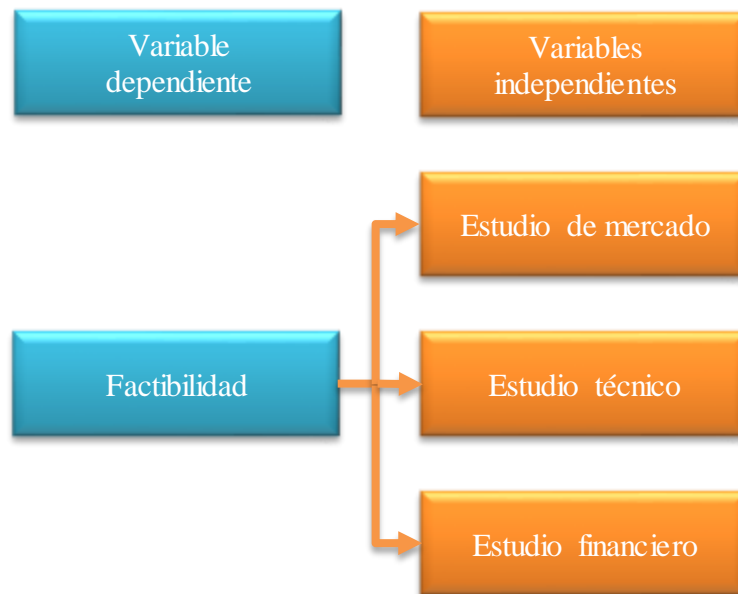 Variable
dependiente
Variables
independientes
Estudio de mercado
Factibilidad
Estudio técnico
Estudio financiero